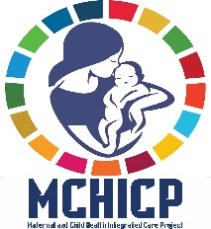 MCHICP
Maternal and Child Health Integrated Care Project